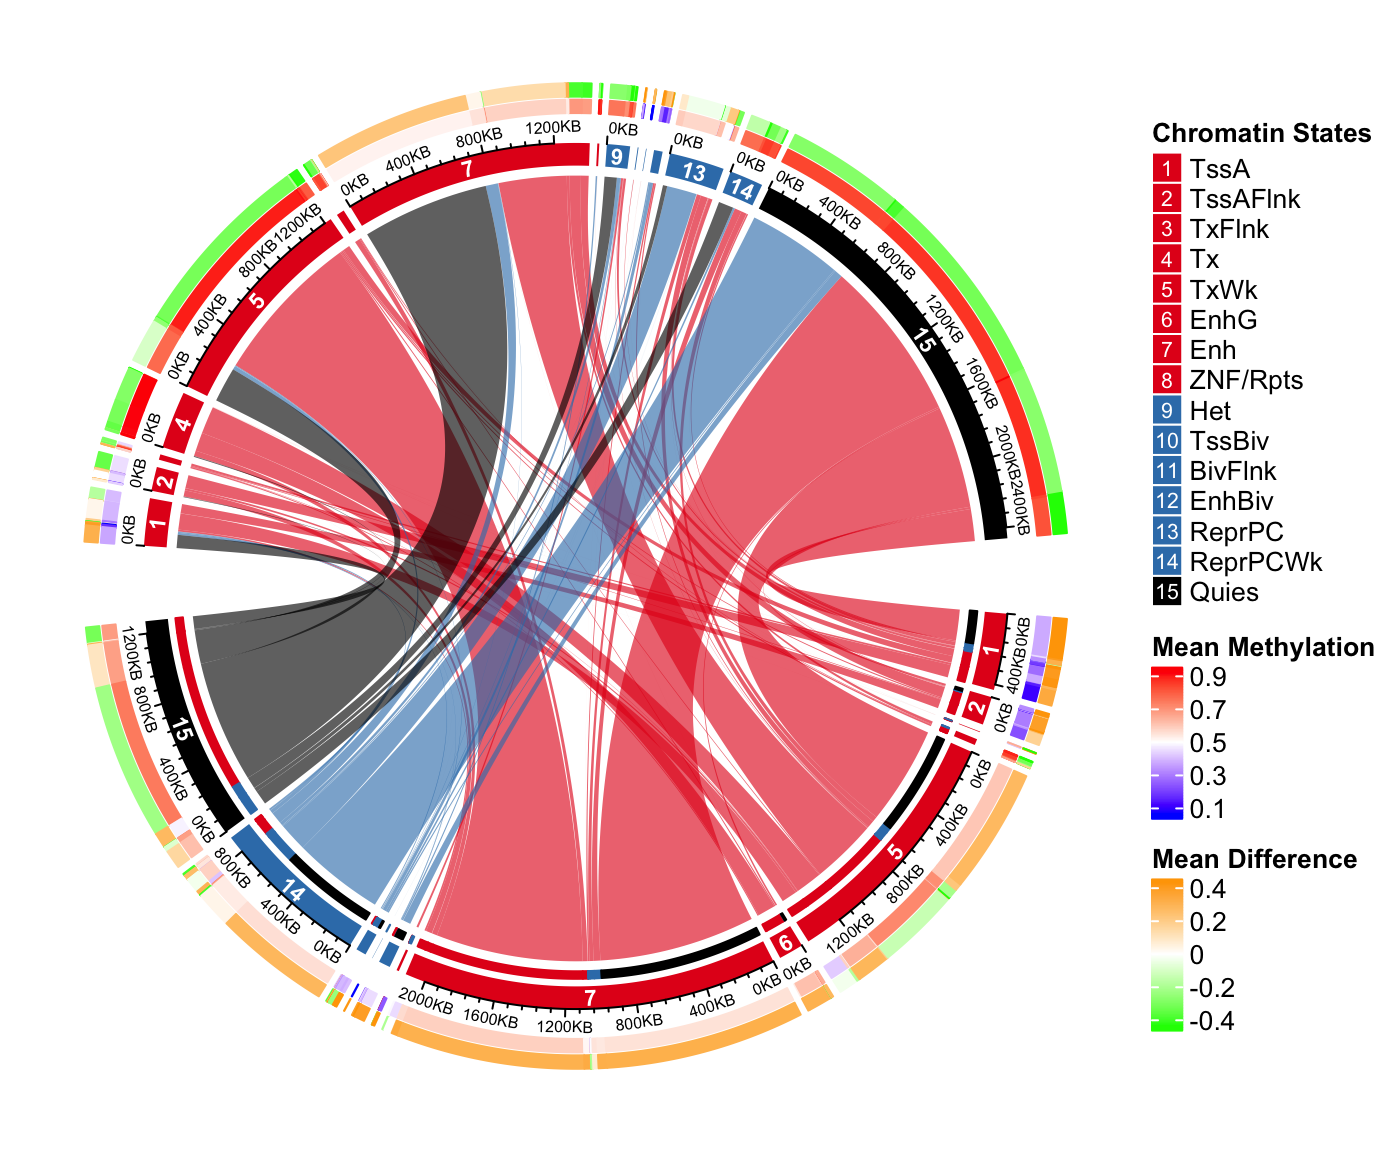 0KB
400KB
800KB
1200KB
7
0KB
9
0KB
13
0KB
14
0KB
400KB
800KB
1200KB
1600KB
2000KB
2400KB
15
0KB
400KB
800KB
1200KB
5
0KB
4
0KB
2
0KB
1
1200KB
800KB
400KB
0KB
15
800KB
400KB
0KB
14
2000KB
1600KB
1200KB
800KB
400KB
0KB
7
0KB
6
1200KB
800KB
400KB
0KB
5
0KB
2
400KB
0KB
1
Chromatin States
1 TssA
2 TssAFlnk
3 TxFlnk
4 Tx
5 TxWk
6 EnhG
7 Enh
8 ZNF/Rpts
9 Het
10 TssBiv
11 BivFlnk
12 EnhBiv
13 ReprPC
14 ReprPCWk
15 Quies
Mean Methylation
0.9
0.7
0.5
0.3
0.1
Mean Difference
0.4
0.2
0
-0.2
-0.4